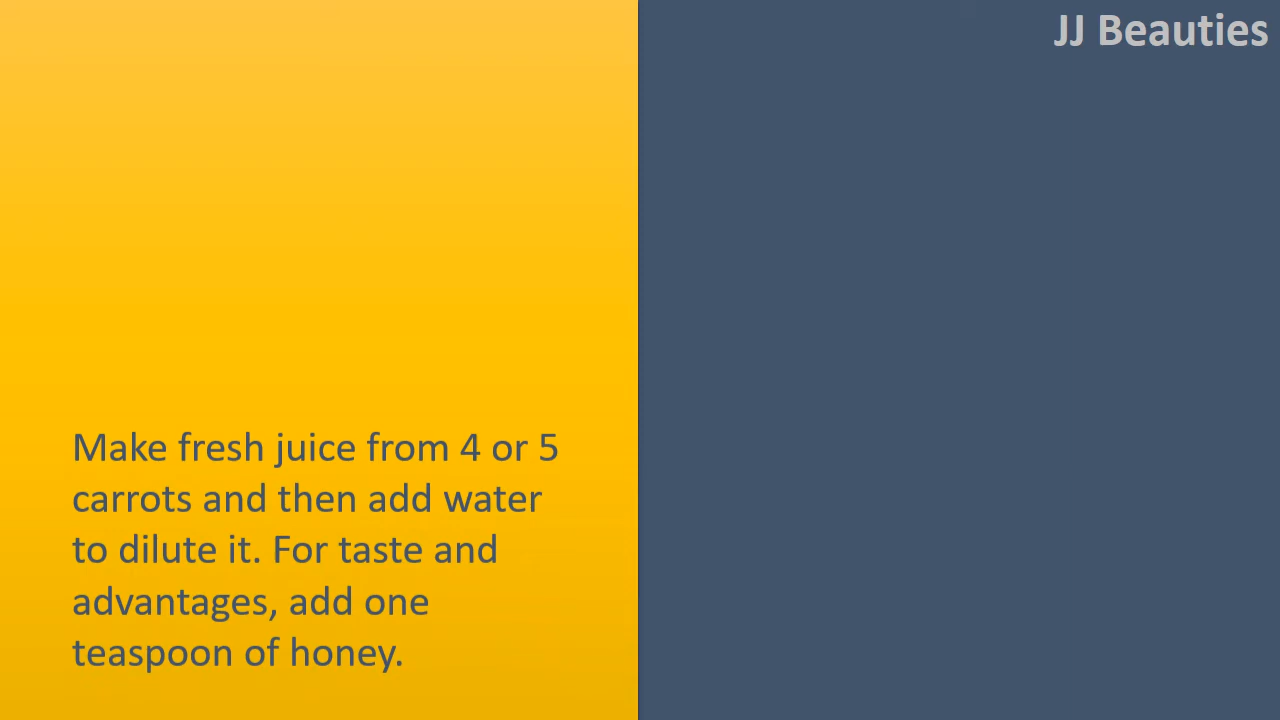 JJ Beauties
Make fresh juice from 4 or 5
carrots and then add water
to dilute it. For taste and
advantages, add one
teaspoon of honey.